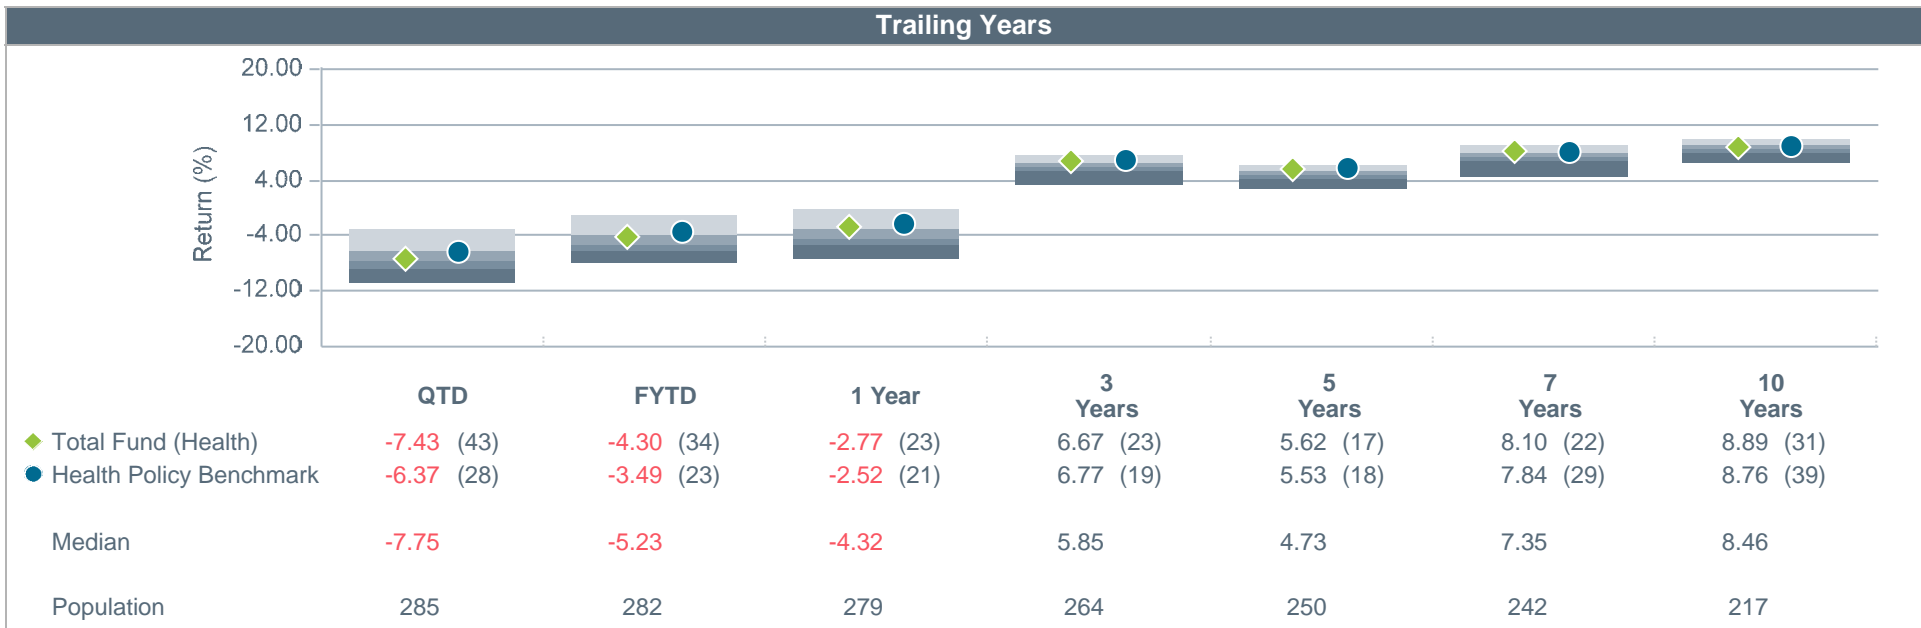 Trailing Years
20.00
12.00
4.00
-4.00
-12.00
-20.00
Return (%)
QTD FYTD 1 Year 3 Years 5 Years 7 Years 10 Years
Total Fund (Health) -7.43 (43) -4.30 (34) -2.77 (23) 6.67 (23) 5.62 (17) 8.10 (22) 8.89 (31)
Health Policy Benchmark -6.37 (28) -3.49 (23) -2.52 (21) 6.77 (19) 5.53 (18) 7.84 (29) 8.76 (39)
Median -7.75 -5.23 -4.32 5.85 4.73 7.35 8.46
Population 285 282 279 264 250 242 217